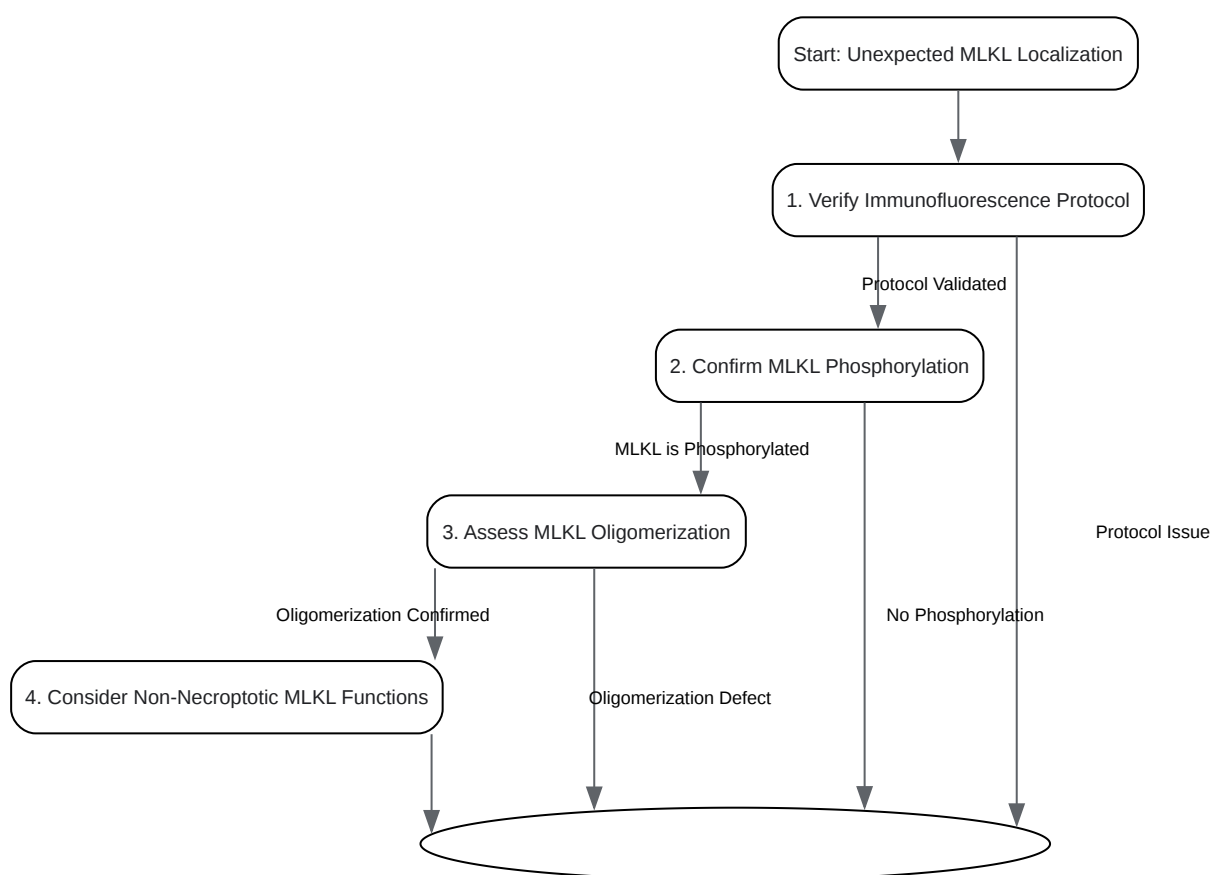 Start: Unexpected MLKL Localization
1. Verify Immunofluorescence Protocol
Protocol Validated
2. Confirm MLKL Phosphorylation
MLKL is Phosphorylated
3. Assess MLKL Oligomerization
Protocol Issue
Oligomerization Confirmed
No Phosphorylation
4. Consider Non-Necroptotic MLKL Functions
Oligomerization Defect